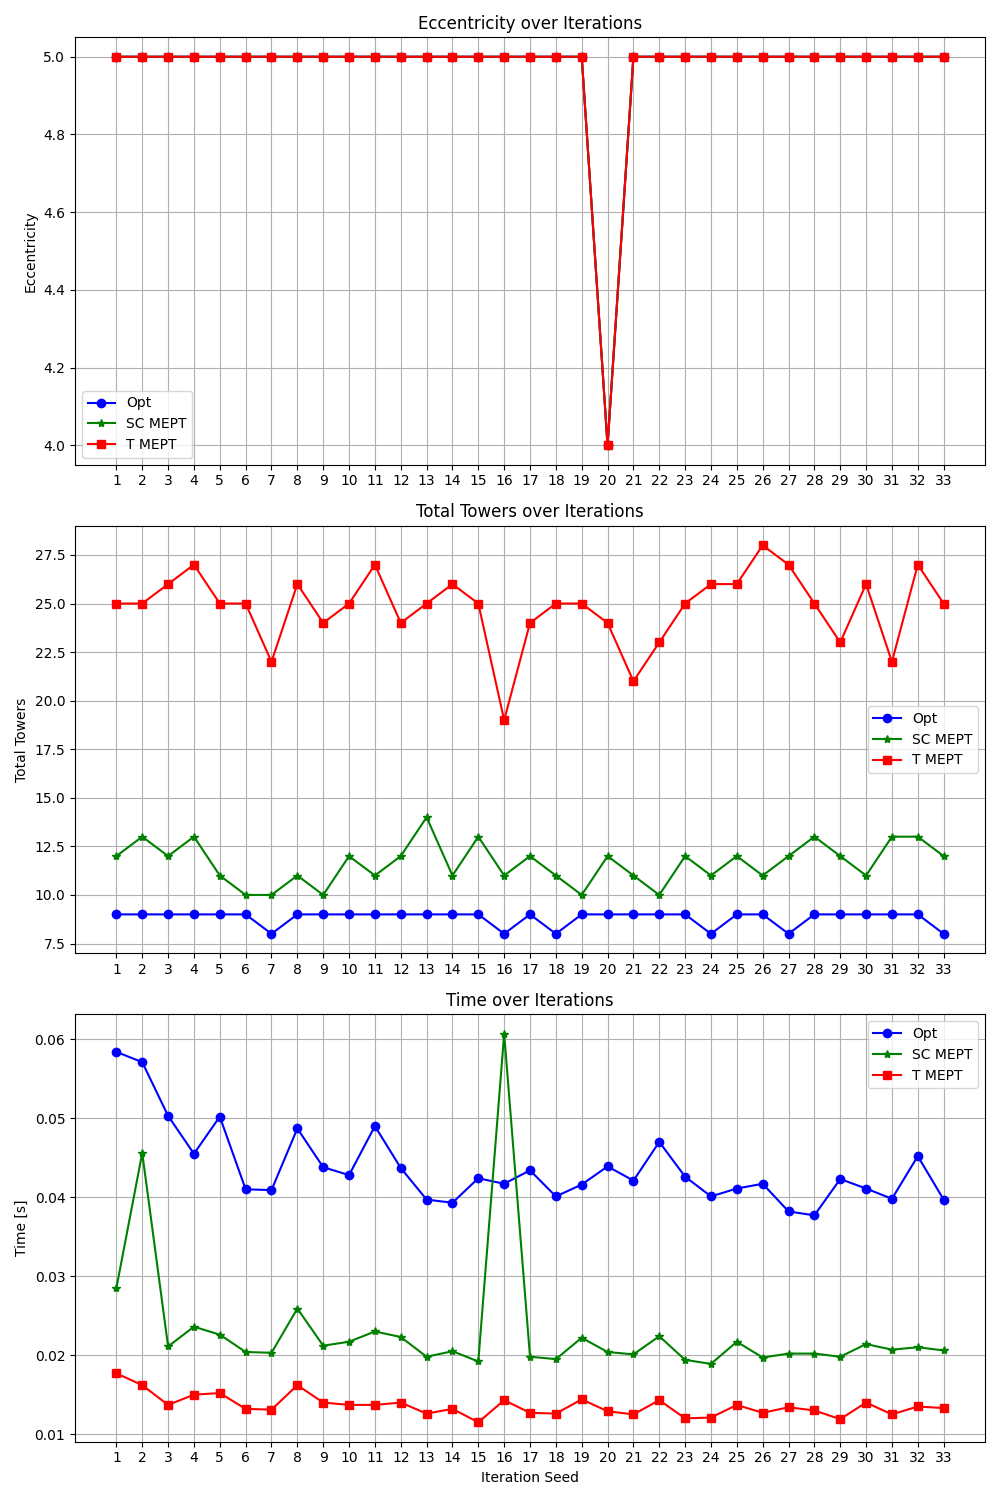 Eccentricity over Iterations
5.0
4.8
4.6
4.4
4.2
4.0
Eccentricity
Opt
SC MEPT
T MEPT
1 2 3 4 5 6 7 8 9 10 11 12 13 14 15 16 17 18 19 20 21 22 23 24 25 26 27 28 29 30 31 32 33
Total Towers over Iterations
27.5
25.0
22.5
20.0
17.5
15.0
12.5
10.0
7.5
Total Towers
Opt
SC MEPT
T MEPT
1 2 3 4 5 6 7 8 9 10 11 12 13 14 15 16 17 18 19 20 21 22 23 24 25 26 27 28 29 30 31 32 33
Time over Iterations
0.06
0.05
0.04
0.03
0.02
0.01
Time [s]
Opt
SC MEPT
T MEPT
1 2 3 4 5 6 7 8 9 10 11 12 13 14 15 16 17 18 19 20 21 22 23 24 25 26 27 28 29 30 31 32 33
Iteration Seed